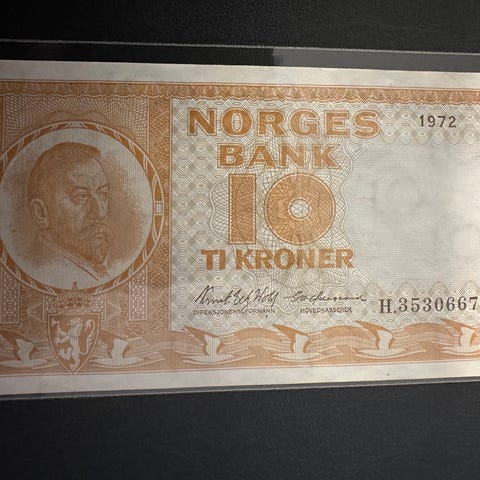 NORGES
BANK
1972
10
TI KRONER
DIREKSJONENS FORMANN
HOVEDKASSERER
H.3530667